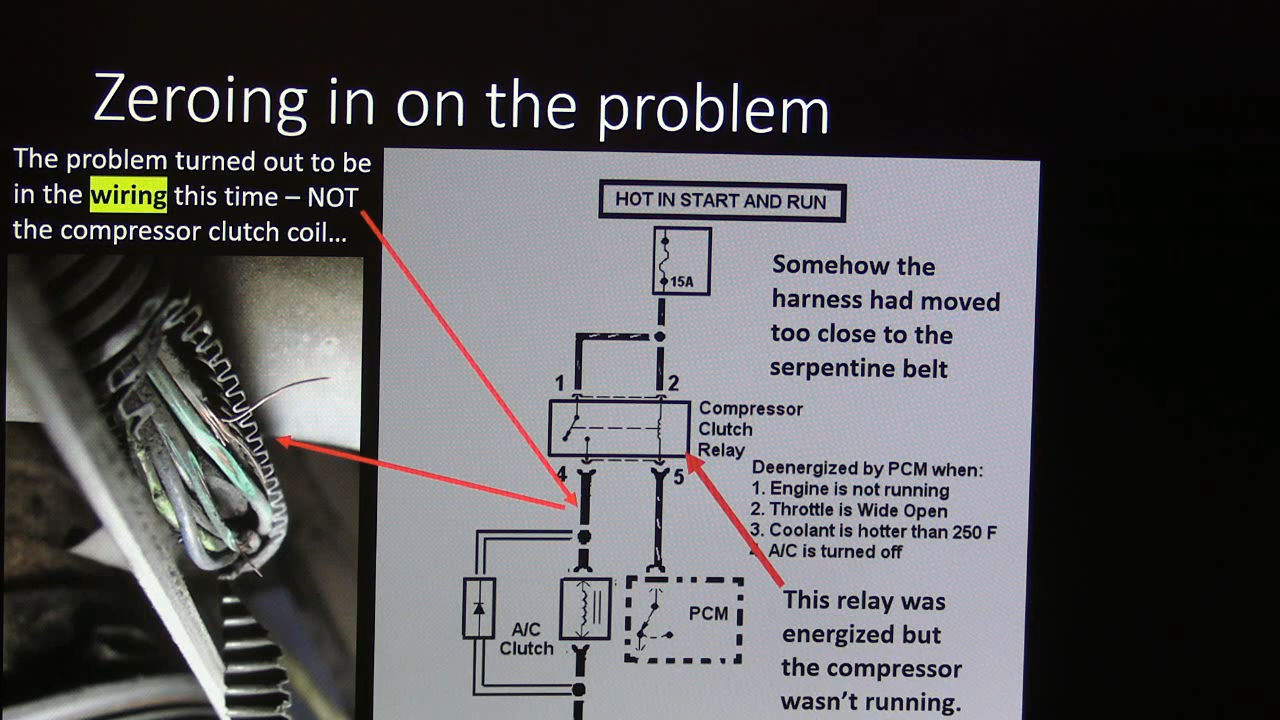 Zeroing in on the problem
The problem turned out to be
in the wiring this time – NOT
the compressor clutch coil...
HOT IN START AND RUN
15A
Somehow the
harness had moved
too close to the
serpentine belt
1
2
Compressor
Clutch
Relay
4
5
Deenergized by PCM when:
1. Engine is not running
2. Throttle is Wide Open
3. Coolant is hotter than 250 F
4. A/C is turned off
A/C
Clutch
PCM
This relay was
energized but
the compressor
wasn't running.